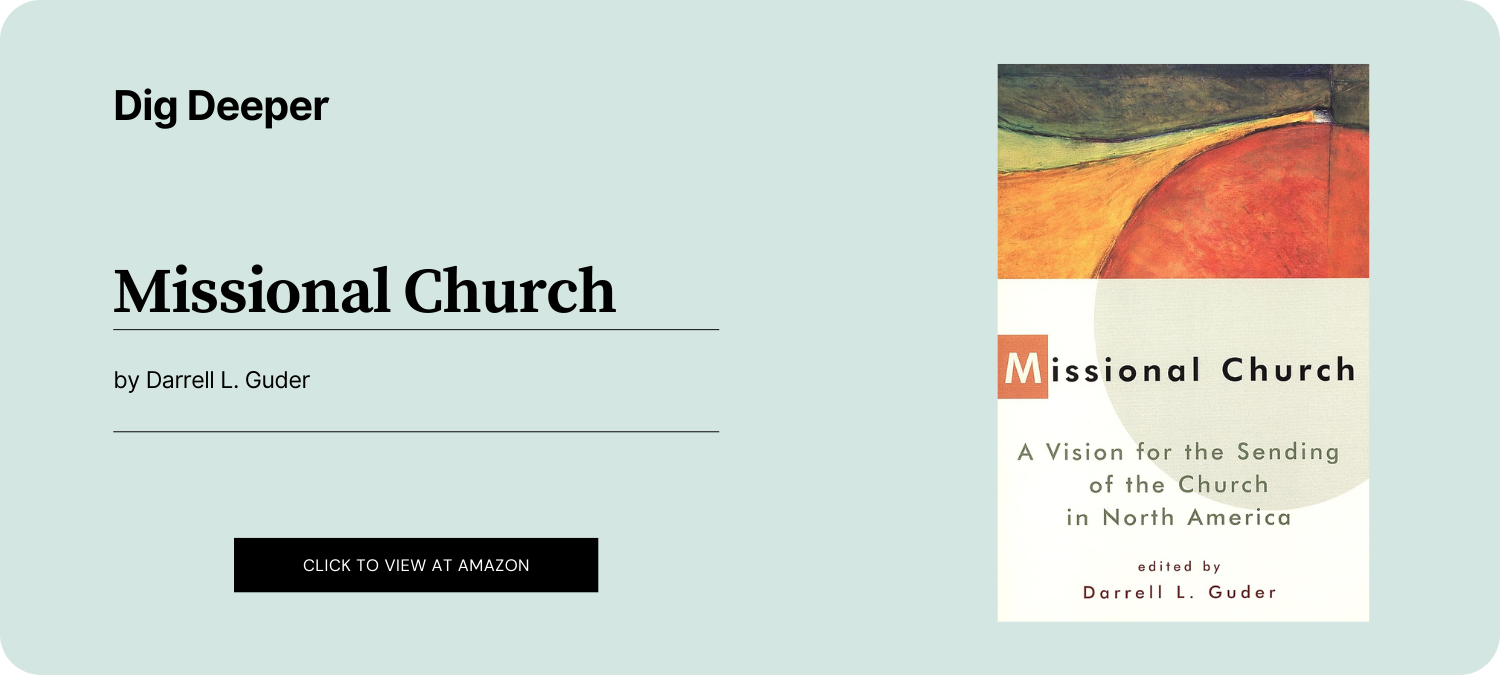 Dig Deeper
Missional Church
by Darrell L. Guder
CLICK TO VIEW AT AMAZON
Missional Church
A Vision for the Sending
of the Church
in North America
edited by
Darrell L. Guder